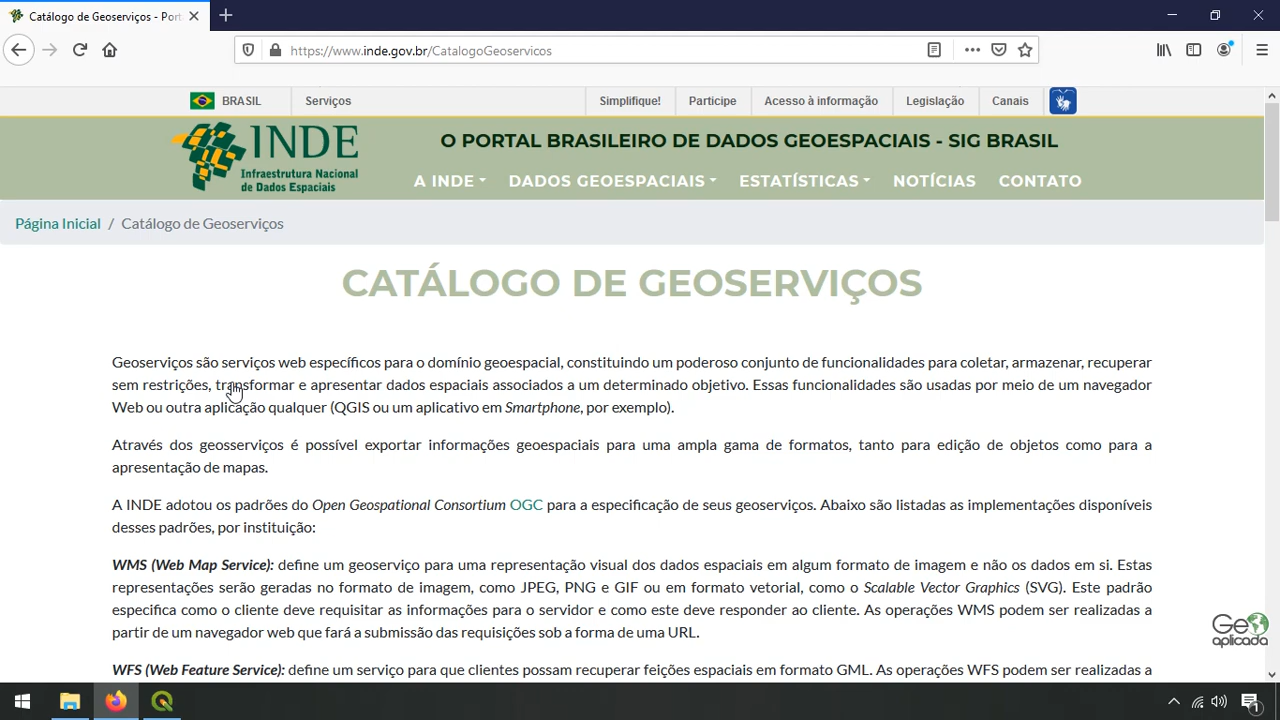 Catálogo de Geoserviços - Port
https://www.inde.gov.br/CatalogoGeoservicos
BRASIL
Serviços
Simplifique!
Participe
Acesso à informação
Legislação
Canais
INDE
Infraestrutura Nacional
de Dados Espaciais
O PORTAL BRASILEIRO DE DADOS GEOESPACIAIS - SIG BRASIL
A INDE
DADOS GEOESPACIAIS
ESTATÍSTICAS
NOTÍCIAS
CONTATO
Página Inicial / Catálogo de Geoserviços
CATÁLOGO DE GEOSERVIÇOS
Geoserviços são serviços web específicos para o domínio geoespacial, constituindo um poderoso conjunto de funcionalidades para coletar, armazenar, recuperar
sem restrições, transformar e apresentar dados espaciais associados a um determinado objetivo. Essas funcionalidades são usadas por meio de um navegador
Web ou outra aplicação qualquer (QGIS ou um aplicativo em Smartphone, por exemplo).
Através dos geosserviços é possível exportar informações geoespaciais para uma ampla gama de formatos, tanto para edição de objetos como para a
apresentação de mapas.
A INDE adotou os padrões do Open Geospational Consortium OGC para a especificação de seus geoserviços. Abaixo são listadas as implementações disponíveis
desses padrões, por instituição:
WMS (Web Map Service): define um geoserviço para uma representação visual dos dados espaciais em algum formato de imagem e não os dados em si. Estas
representações serão geradas no formato de imagem, como JPEG, PNG e GIF ou em formato vetorial, como o Scalable Vector Graphics (SVG). Este padrão
especifica como o cliente deve requisitar as informações para o servidor e como este deve responder ao cliente. As operações WMS podem ser realizadas a
partir de um navegador web que fará a submissão das requisições sob a forma de uma URL.
WFS (Web Feature Service): define um serviço para que clientes possam recuperar feições espaciais em formato GML. As operações WFS podem ser realizadas a
Geo
aplicada
1